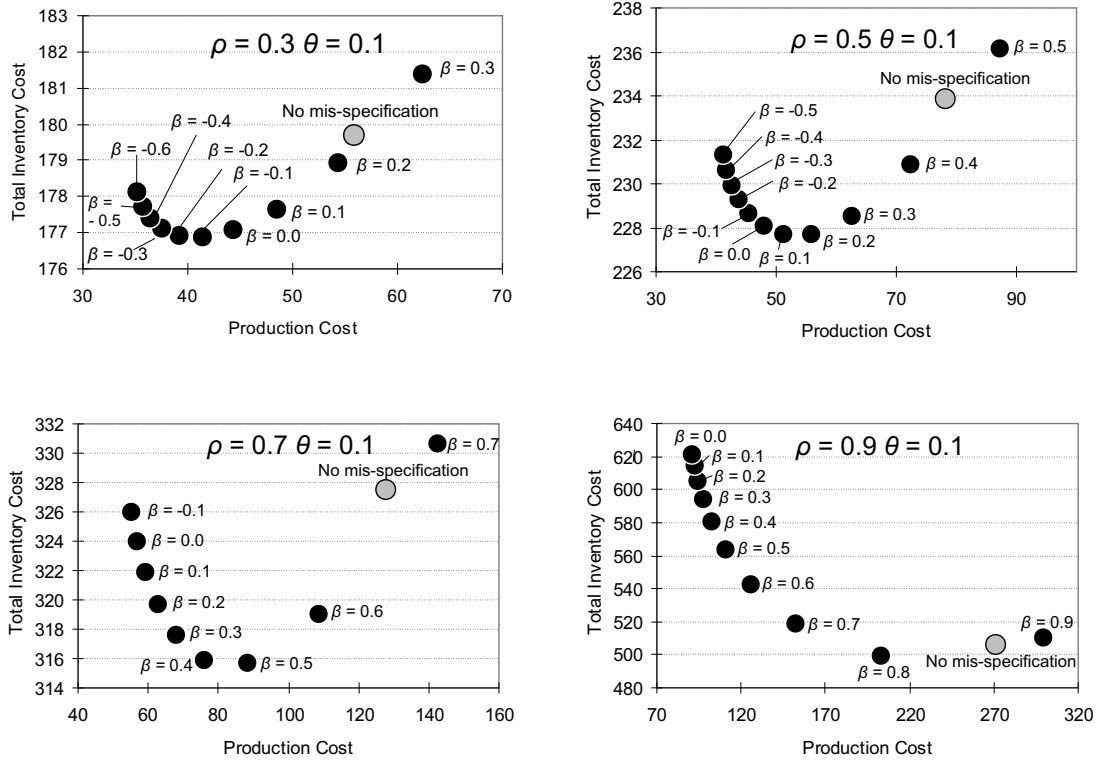 183
182
181
180
179
178
177
176
Total Inventory Cost
ρ = 0.3 θ = 0.1
β = 0.3
No mis-specification
β = -0.4
β = 0.2
β = -0.6
β = -0.2
β = -0.1
β =
- 0.5
β = 0.1
β = 0.0
β = -0.3
30 40 50 60 70
Production Cost
238
236
234
232
230
228
226
Total Inventory Cost
ρ = 0.5 θ = 0.1
β = 0.5
No mis-specification
β = -0.5
β = -0.4
β = -0.3
β = 0.4
β = -0.2
β = 0.3
β = -0.1
β = 0.2
β = 0.0
β = 0.1
30 50 70 90
Production Cost
332
330
328
326
324
322
320
318
316
314
Total Inventory Cost
ρ = 0.7 θ = 0.1
β = 0.7
No mis-specification
β = -0.1
β = 0.0
β = 0.1
β = 0.2
β = 0.6
β = 0.3
β = 0.4
β = 0.5
40 60 80 100 120 140 160
Production Cost
640
620
600
580
560
540
520
500
480
Total Inventory Cost
ρ = 0.9 θ = 0.1
β = 0.0
β = 0.1
β = 0.2
β = 0.3
β = 0.4
β = 0.5
β = 0.6
β = 0.7
β = 0.9
No mis-specification
β = 0.8
70 120 170 220 270 320
Production Cost